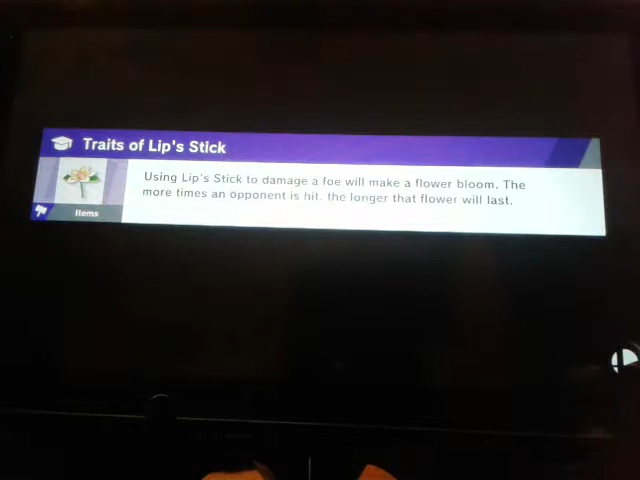 Traits of Lip's Stick
Using Lip's Stick to damage a foe will make a flower bloom. The
more times an opponent is hit, the longer that flower will last.
Items